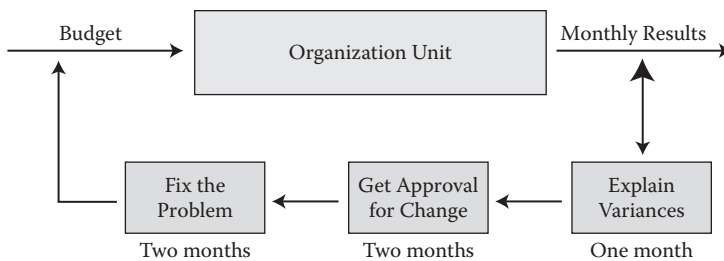 Budget
Organization Unit
Monthly Results
Fix the
Problem
Get Approval
for Change
Explain
Variances
Two months
Two months
One month